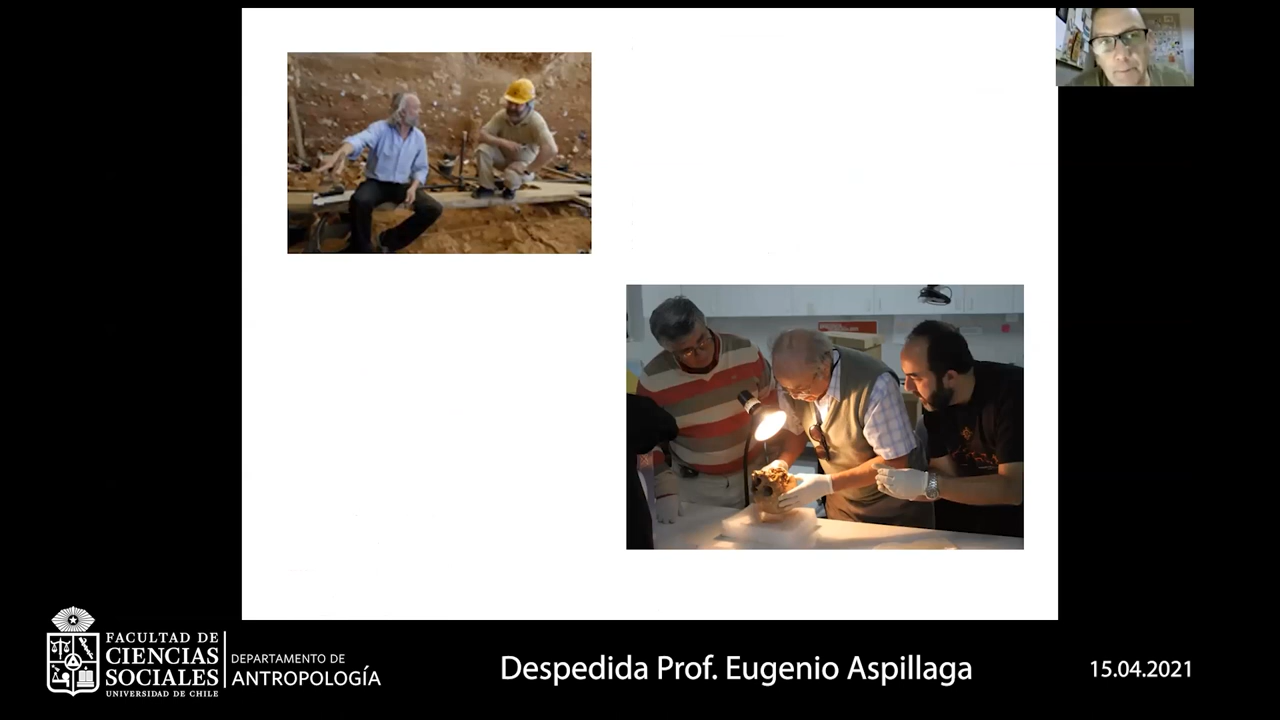 FACULTAD DE
CIENCIAS
SOCIALES
UNIVERSIDAD DE CHILE
DEPARTAMENTO DE
ANTROPOLOGÍA
Despedida Prof. Eugenio Aspillaga
15.04.2021